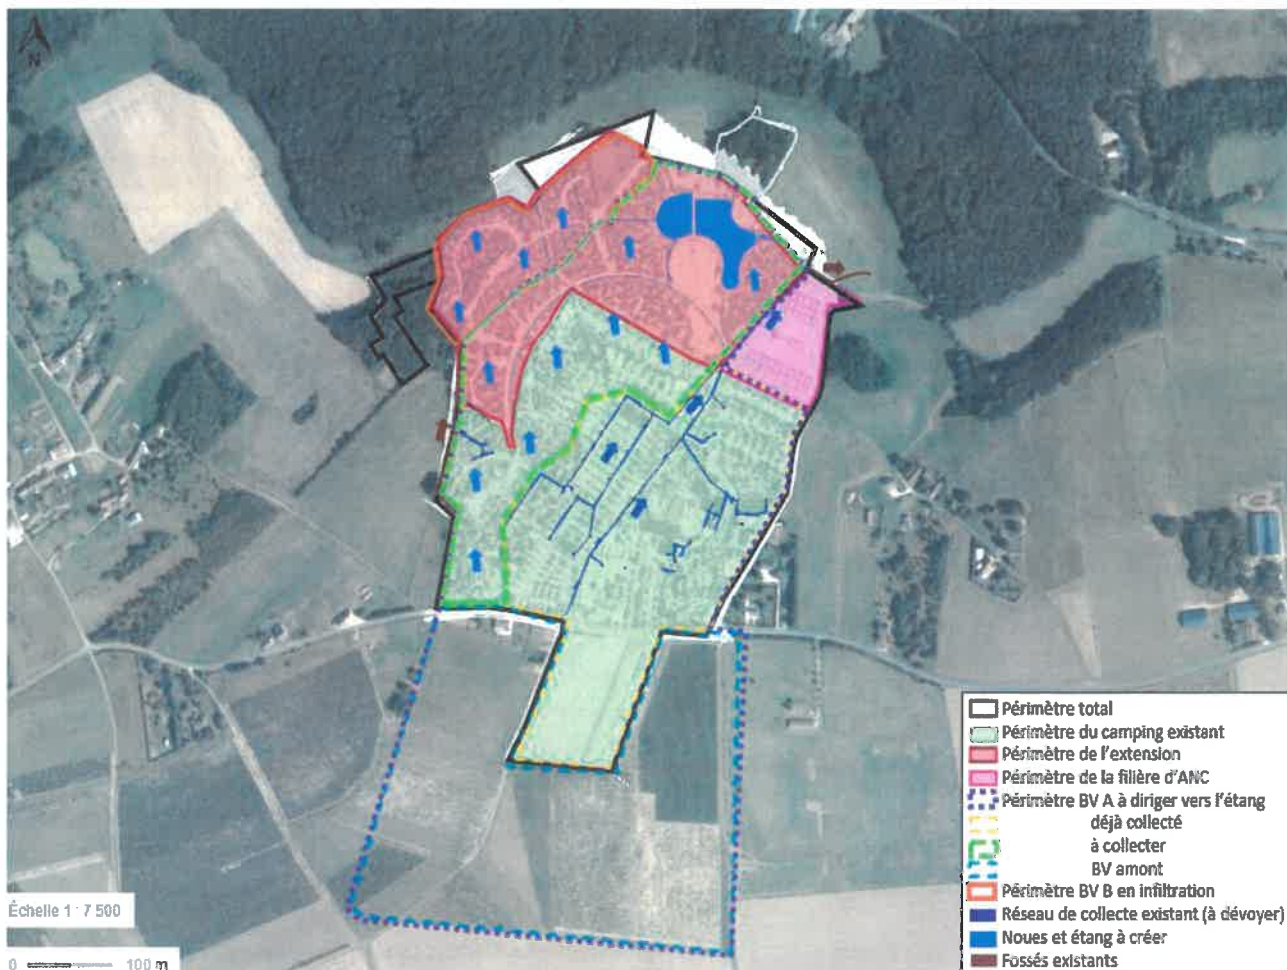 N
Périmètre total
Périmètre du camping existant
Périmètre de l'extension
Périmètre de la filière d'ANC
Périmètre BV A à diriger vers l'étang
déjà collecté
à collecter
BV amont
Périmètre BV B en infiltration
Réseau de collecte existant (à dévoyer)
Noues et étang à créer
Fossés existants
Échelle 1 : 7 500
0 100 m